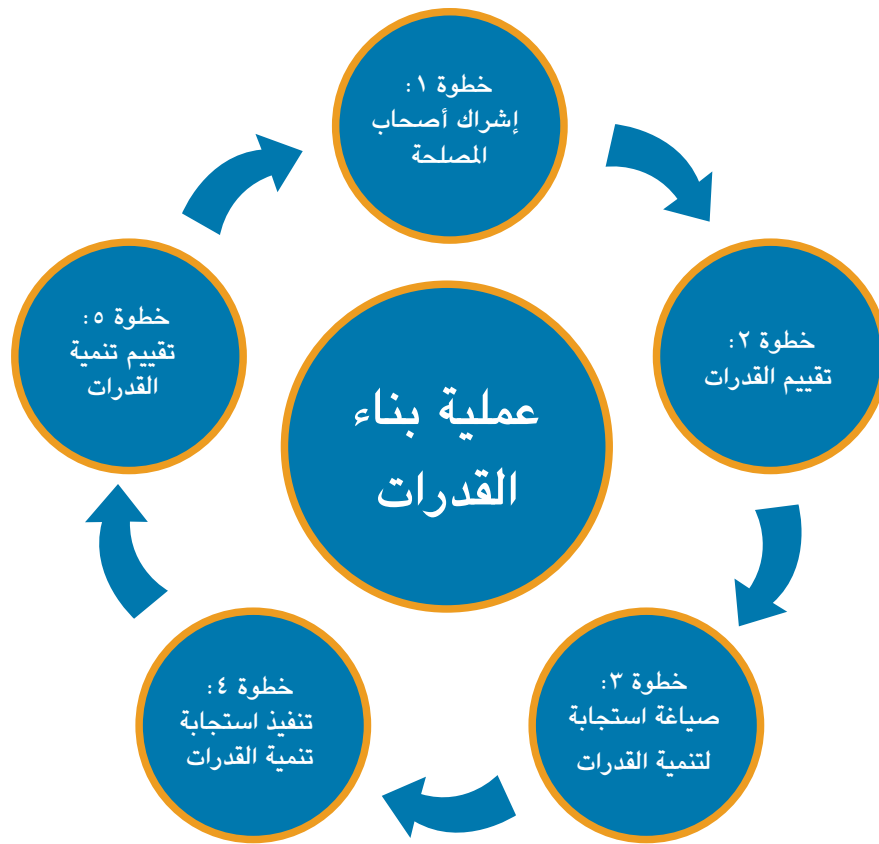 خطوة ١:
إشراك أصحاب
المصلحة
خطوة ٢:
تقييم القدرات
خطوة ٣:
صياغة استجابة
لتنمية القدرات
خطوة ٤:
تنفيذ استجابة
تنمية القدرات
خطوة ٥:
تقييم تنمية
القدرات
عملية بناء
القدرات